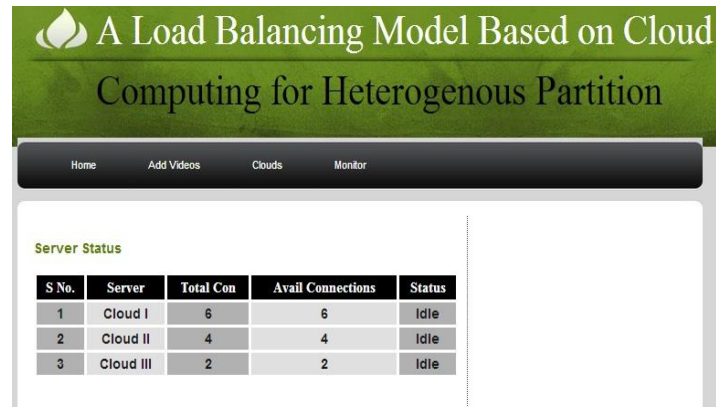 A Load Balancing Model Based on Cloud
Computing for Heterogenous Partition
Home Add Videos Clouds Monitor
Server Status
S No. Server Total Con Avail Connections Status
1 Cloud I 6 6 Idle
2 Cloud II 4 4 Idle
3 Cloud III 2 2 Idle